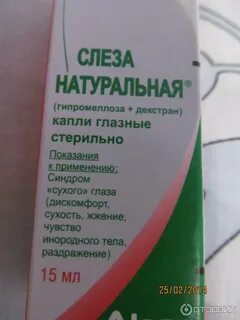 СЛЕЗА
НАТУРАЛЬНАЯ®
(гипромеллоза + декстран)
капли глазные
стерильно
Показания
к применению:
Синдром
«сухого» глаза
(дискомфорт,
сухость, жжение,
чувство
инородного тела,
раздражение)
15 мл
25/02/2014